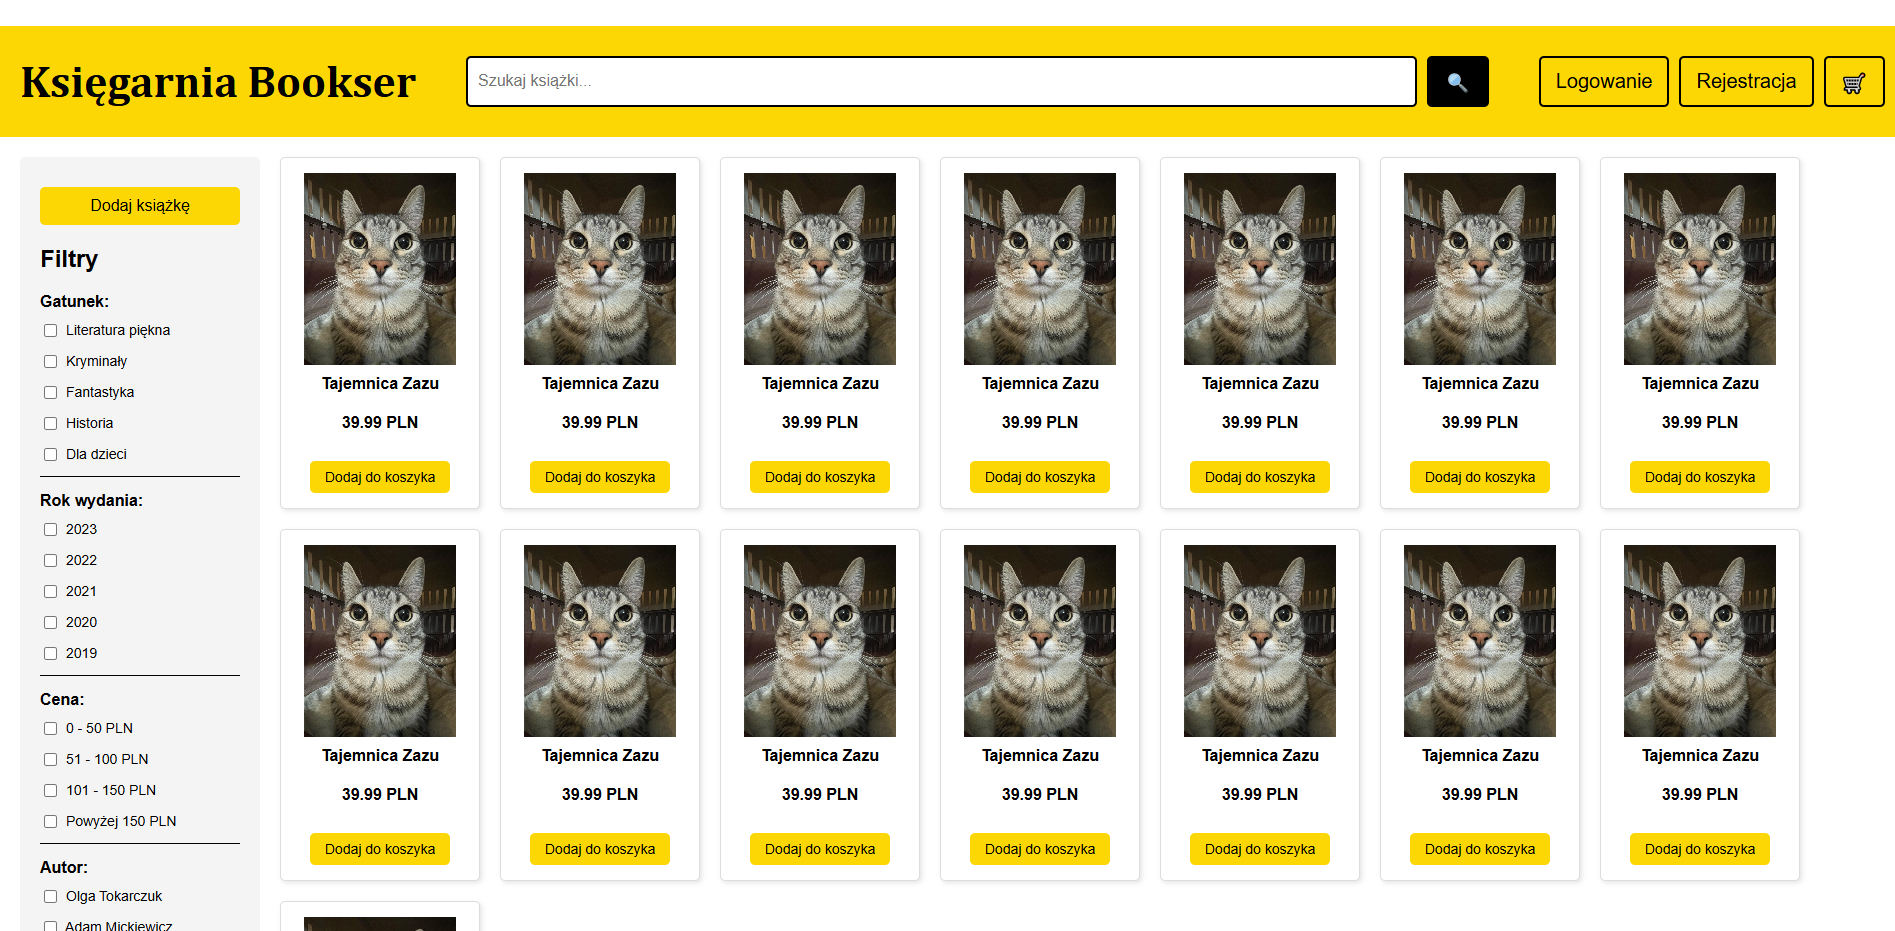 Księgarnia Bookser
Szukaj książki...
Logowanie
Rejestracja
Dodaj książkę
Filtry
Gatunek:
Literatura piękna
Kryminały
Fantastyka
Historia
Dla dzieci
Rok wydania:
2023
2022
2021
2020
2019
Cena:
0 - 50 PLN
51 - 100 PLN
101 - 150 PLN
Powyżej 150 PLN
Autor:
Olga Tokarczuk
Adam Mickiewicz
Tajemnica Zazu Tajemnica Zazu Tajemnica Zazu Tajemnica Zazu Tajemnica Zazu Tajemnica Zazu Tajemnica Zazu
39.99 PLN 39.99 PLN 39.99 PLN 39.99 PLN 39.99 PLN 39.99 PLN 39.99 PLN
Dodaj do koszyka Dodaj do koszyka Dodaj do koszyka Dodaj do koszyka Dodaj do koszyka Dodaj do koszyka Dodaj do koszyka
Tajemnica Zazu Tajemnica Zazu Tajemnica Zazu Tajemnica Zazu Tajemnica Zazu Tajemnica Zazu Tajemnica Zazu
39.99 PLN 39.99 PLN 39.99 PLN 39.99 PLN 39.99 PLN 39.99 PLN 39.99 PLN
Dodaj do koszyka Dodaj do koszyka Dodaj do koszyka Dodaj do koszyka Dodaj do koszyka Dodaj do koszyka Dodaj do koszyka